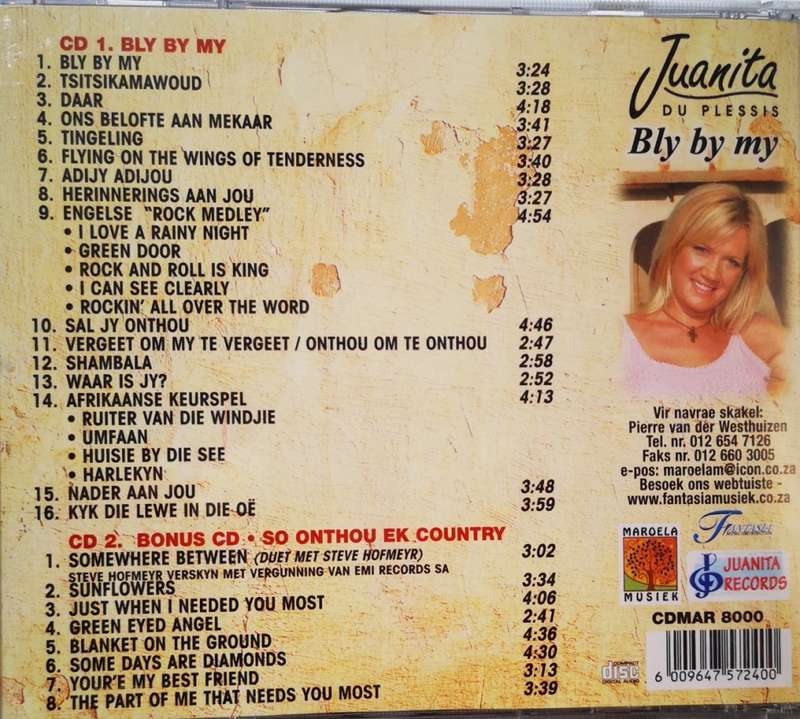 CD 1. BLY BY MY
1. BLY BY MY 3:24
2. TSITSIKAMAWOUD 3:28
3. DAAR 4:18
4. ONS BELOFTE AAN MEKAAR 3:41
5. TINGELING 3:27
6. FLYING ON THE WINGS OF TENDERNESS 3:40
7. ADIJY ADIJOU 3:28
8. HERINNERINGS AAN JOU 3:27
9. ENGELSE "ROCK MEDLEY" 4:54
• I LOVE A RAINY NIGHT
• GREEN DOOR
• ROCK AND ROLL IS KING
• I CAN SEE CLEARLY
• ROCKIN' ALL OVER THE WORD
10. SAL JY ONTHOU 4:46
11. VERGEET OM MY TE VERGEET / ONTHOU OM TE ONTHOU 2:47
12. SHAMBALA 2:58
13. WAAR IS JY? 2:52
14. AFRIKAANSE KEURSPEL 4:13
• RUITER VAN DIE WINDJIE
• UMFAAN
• HUISIE BY DIE SEE
• HARLEKYN
15. NADER AAN JOU 3:48
16. KYK DIE LEWE IN DIE OË 3:59
CD 2. BONUS CD • SO ONTHOU EK COUNTRY
1. SOMEWHERE BETWEEN (DUET MET STEVE HOFMEYR) 3:02
STEVE HOFMEYR VERSKYN MET VERGUNNING VAN EMI RECORDS SA
2. SUNFLOWERS 3:34
3. JUST WHEN I NEEDED YOU MOST 4:06
4. GREEN EYED ANGEL 2:41
5. BLANKET ON THE GROUND 4:36
6. SOME DAYS ARE DIAMONDS 4:30
7. YOUR'E MY BEST FRIEND 3:13
8. THE PART OF ME THAT NEEDS YOU MOST 3:39
Juanita
DU PLESSIS
Bly by my
Vir navrae skakel:
Pierre van der Westhuizen
Tel. nr. 012 654 7126
Faks nr. 012 660 3005
e-pos: maroelam@icon.co.za
Besoek ons webtuiste -
www.fantasiamusiek.co.za
MAROELA
MUSIEK
FANTASIA
JUANITA
RECORDS
CDMAR 8000
COMPACT
disc
DIGITAL AUDIO
6 009647 572400